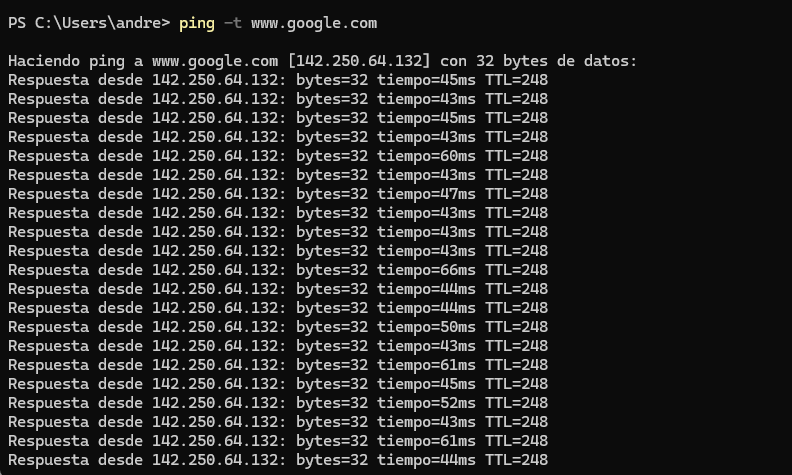 PS C:\Users\andre> ping -t www.google.com
Haciendo ping a www.google.com [142.250.64.132] con 32 bytes de datos:
Respuesta desde 142.250.64.132: bytes=32 tiempo=45ms TTL=248
Respuesta desde 142.250.64.132: bytes=32 tiempo=43ms TTL=248
Respuesta desde 142.250.64.132: bytes=32 tiempo=45ms TTL=248
Respuesta desde 142.250.64.132: bytes=32 tiempo=43ms TTL=248
Respuesta desde 142.250.64.132: bytes=32 tiempo=60ms TTL=248
Respuesta desde 142.250.64.132: bytes=32 tiempo=43ms TTL=248
Respuesta desde 142.250.64.132: bytes=32 tiempo=47ms TTL=248
Respuesta desde 142.250.64.132: bytes=32 tiempo=43ms TTL=248
Respuesta desde 142.250.64.132: bytes=32 tiempo=43ms TTL=248
Respuesta desde 142.250.64.132: bytes=32 tiempo=43ms TTL=248
Respuesta desde 142.250.64.132: bytes=32 tiempo=66ms TTL=248
Respuesta desde 142.250.64.132: bytes=32 tiempo=44ms TTL=248
Respuesta desde 142.250.64.132: bytes=32 tiempo=44ms TTL=248
Respuesta desde 142.250.64.132: bytes=32 tiempo=50ms TTL=248
Respuesta desde 142.250.64.132: bytes=32 tiempo=43ms TTL=248
Respuesta desde 142.250.64.132: bytes=32 tiempo=61ms TTL=248
Respuesta desde 142.250.64.132: bytes=32 tiempo=45ms TTL=248
Respuesta desde 142.250.64.132: bytes=32 tiempo=52ms TTL=248
Respuesta desde 142.250.64.132: bytes=32 tiempo=43ms TTL=248
Respuesta desde 142.250.64.132: bytes=32 tiempo=61ms TTL=248
Respuesta desde 142.250.64.132: bytes=32 tiempo=44ms TTL=248